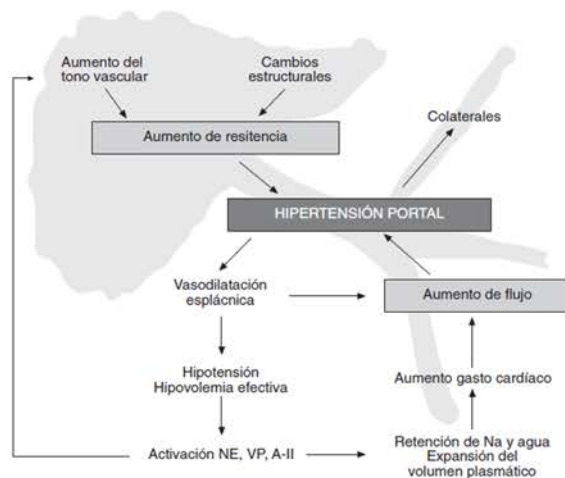 Aumento del
tono vascular
Cambios
estructurales
Aumento de resitencia
Colaterales
HIPERTENSIÓN PORTAL
Vasodilatación
esplácnica
Aumento de flujo
Hipotensión
Hipovolemia efectiva
Aumento gasto cardíaco
Activación NE, VP, A-II
Retención de Na y agua
Expansión del
volumen plasmático